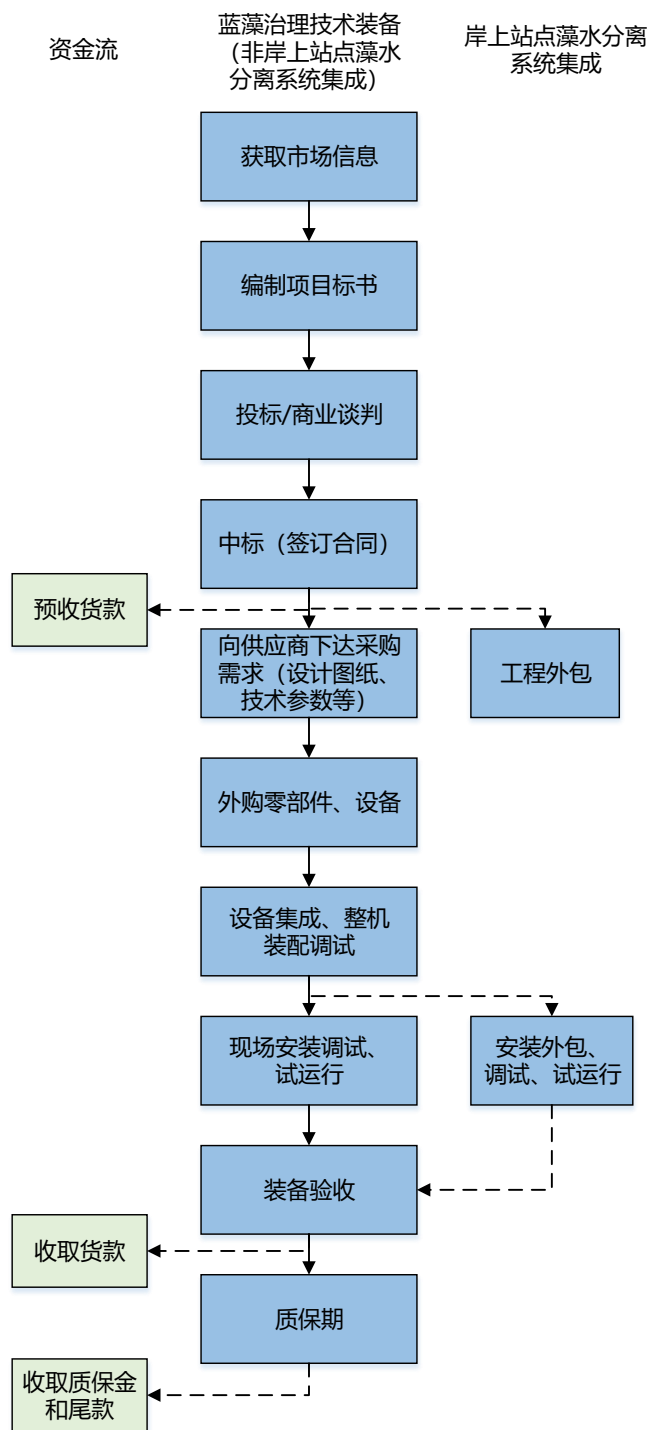 资金流
蓝藻治理技术装备
（非岸上站点藻水
分离系统集成）
岸上站点藻水分离
系统集成
获取市场信息
编制项目标书
投标/商业谈判
中标（签订合同）
预收货款
向供应商下达采购
需求（设计图纸、
技术参数等）
工程外包
外购零部件、设备
设备集成、整机
装配调试
现场安装调试、
试运行
安装外包、
调试、试运行
装备验收
收取货款
质保期
收取质保金
和尾款